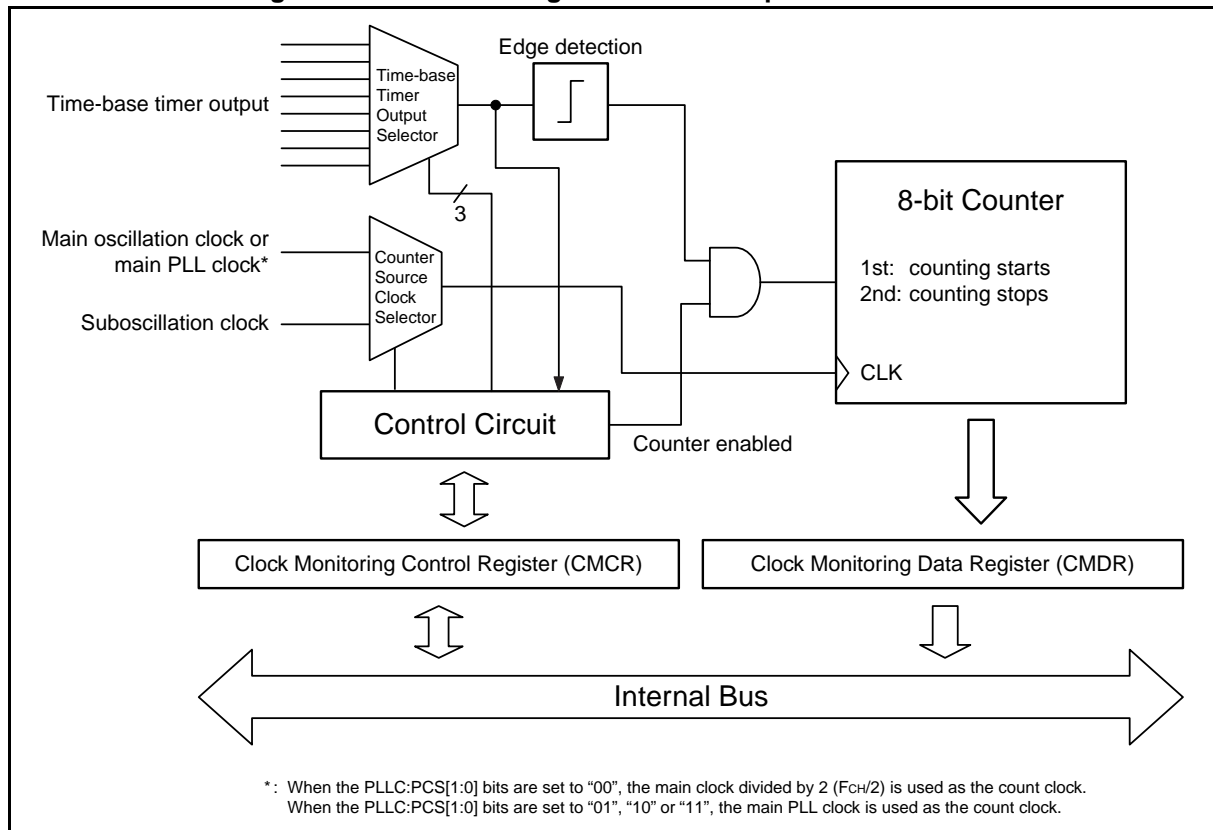 Edge detection
Time-base
Timer
Output
Selector
Time-base timer output
3
8-bit Counter
1st: counting starts
2nd: counting stops
CLK
Main oscillation clock or
main PLL clock*
Counter
Source
Clock
Selector
Suboscillation clock
Control Circuit
Counter enabled
Clock Monitoring Control Register (CMCR)
Clock Monitoring Data Register (CMDR)
Internal Bus
*: When the PLLC:PCS[1:0] bits are set to “00”, the main clock divided by 2 (FCH/2) is used as the count clock.
When the PLLC:PCS[1:0] bits are set to “01”, “10” or “11”, the main PLL clock is used as the count clock.